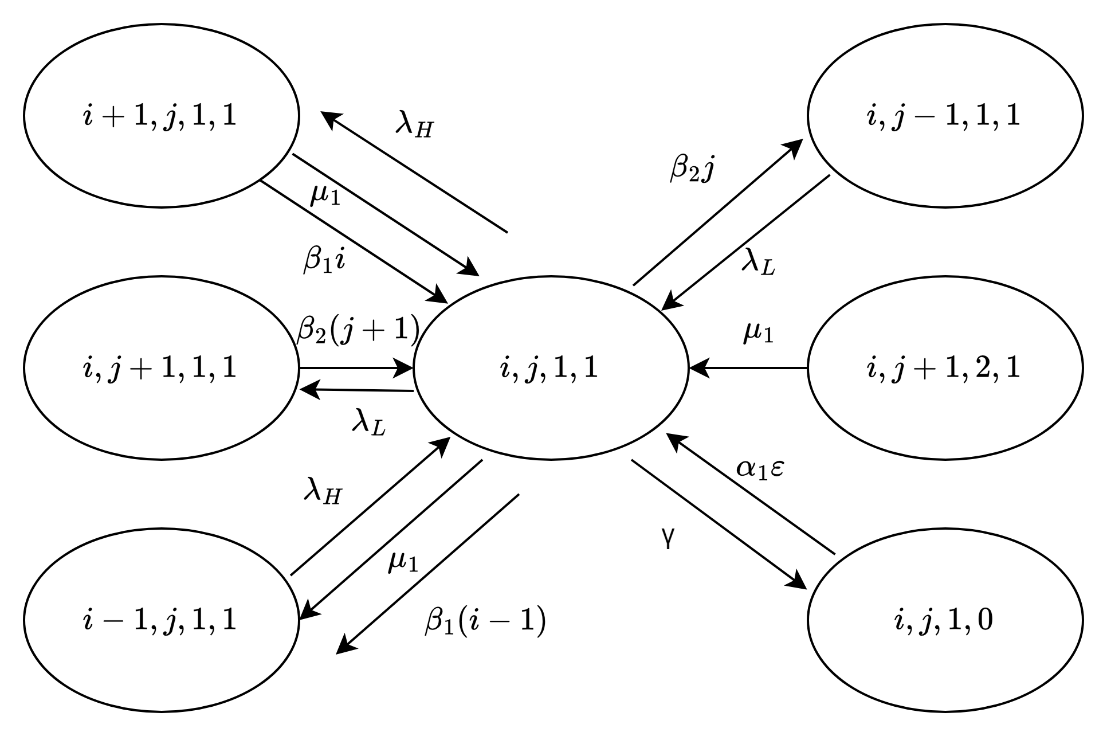 i + 1, j, 1, 1
λ_H
i, j − 1, 1, 1
β_2 j
μ_1
β_1 i
λ_L
β_2(j + 1)
μ_1
i, j + 1, 1, 1
i, j, 1, 1
i, j + 1, 2, 1
λ_L
λ_H
α_1 ε
γ
μ_1
β_1(i − 1)
i − 1, j, 1, 1
i, j, 1, 0